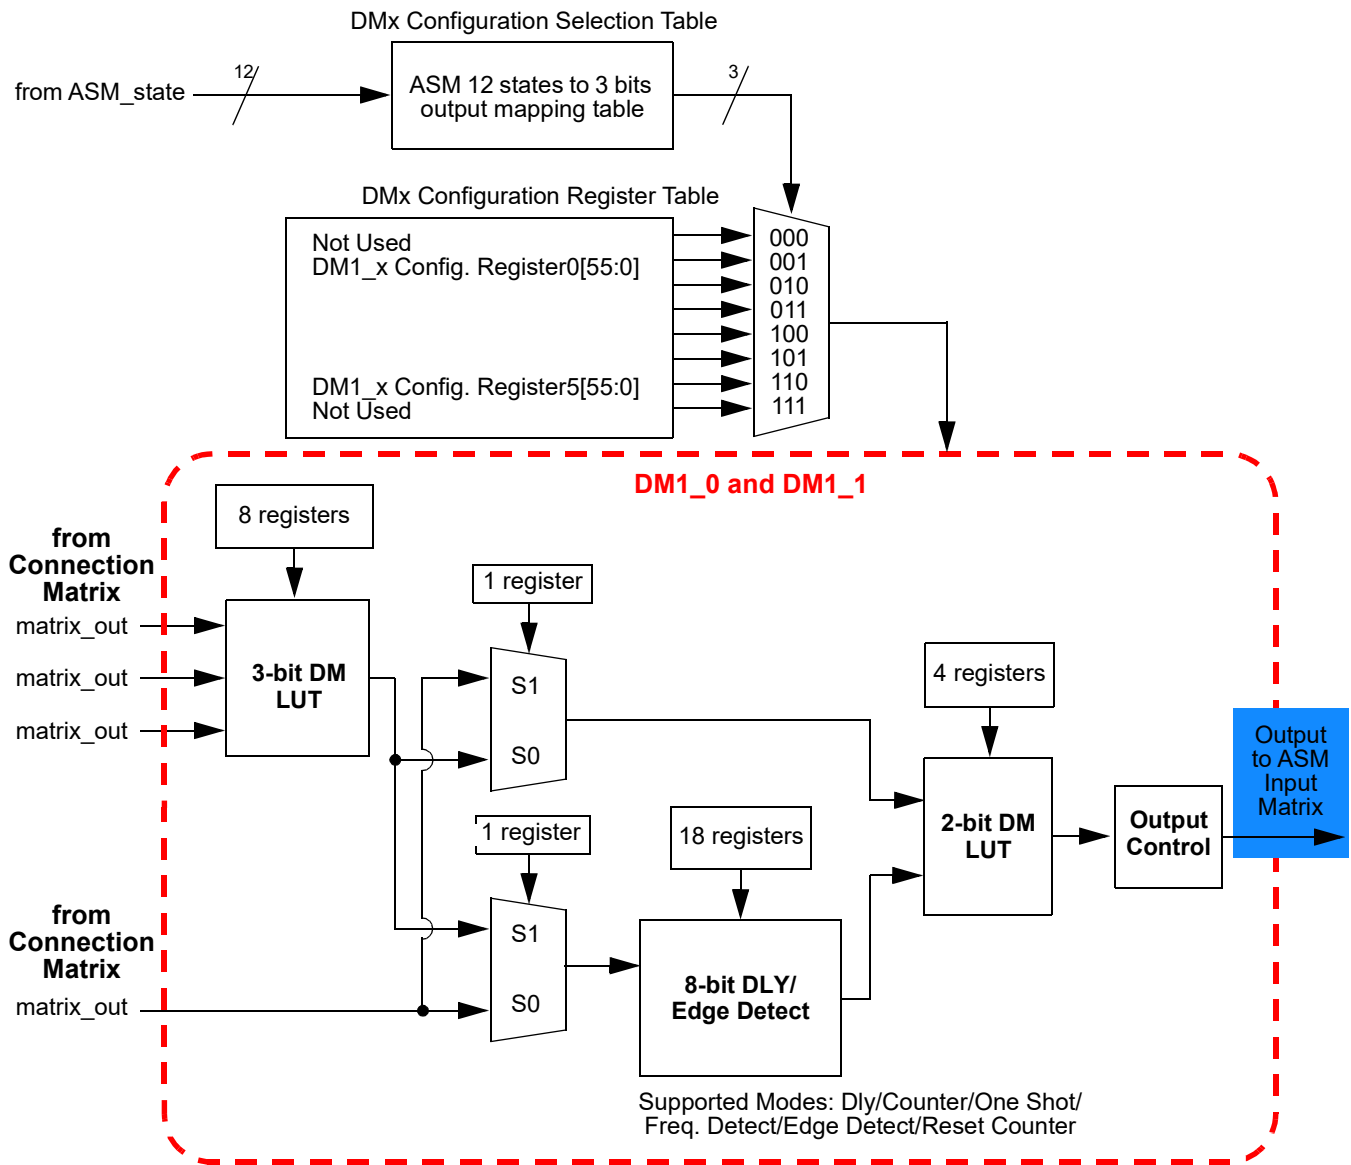 DMx Configuration Selection Table
from ASM_state
12
ASM 12 states to 3 bits
output mapping table
3
DMx Configuration Register Table
Not Used
DM1_x Config. Register0[55:0]
DM1_x Config. Register5[55:0]
Not Used
000
001
010
011
100
101
110
111
DM1_0 and DM1_1
8 registers
from
Connection
Matrix
matrix_out
matrix_out
matrix_out
3-bit DM
LUT
1 register
S1
S0
4 registers
2-bit DM
LUT
Output
Control
Output
to ASM
Input
Matrix
1 register
18 registers
from
Connection
Matrix
matrix_out
S1
S0
8-bit DLY/
Edge Detect
Supported Modes: Dly/Counter/One Shot/
Freq. Detect/Edge Detect/Reset Counter